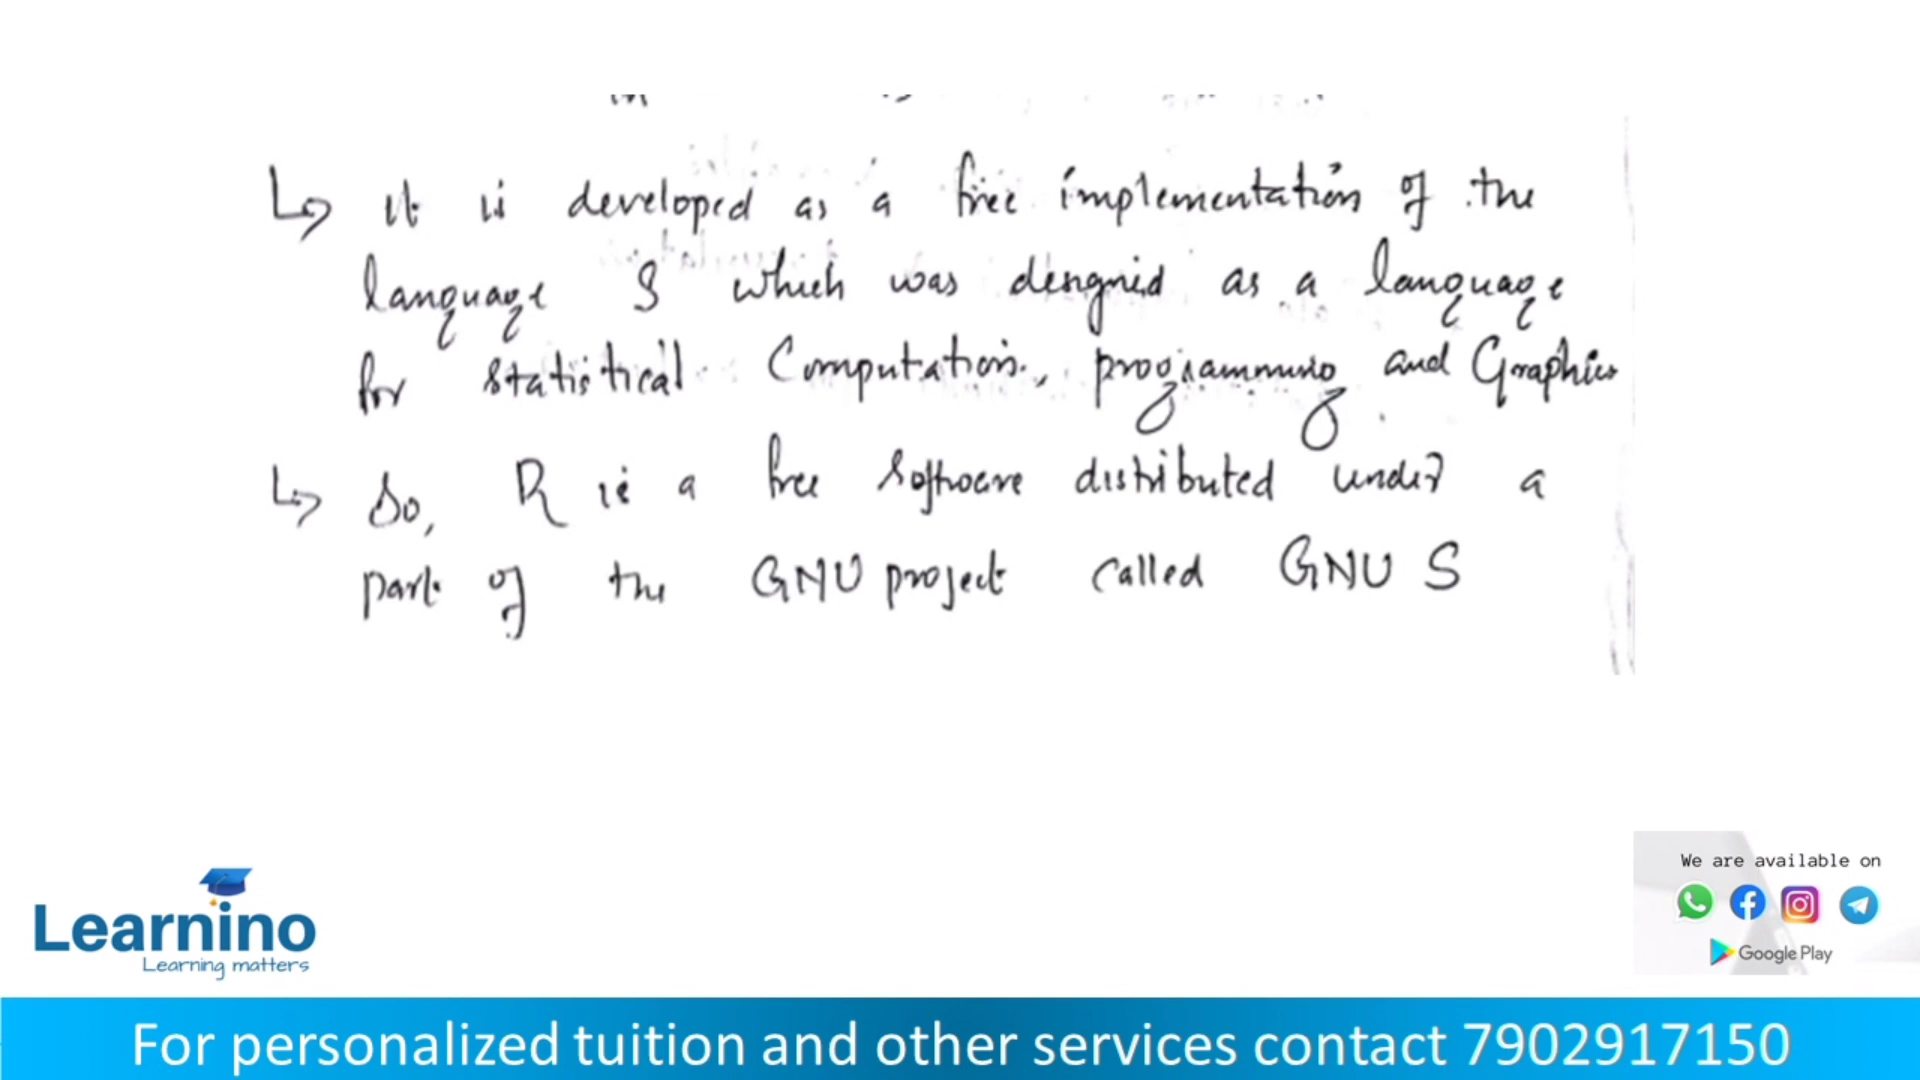 ↳ It is developed as a free implementation of the
language S which was designed as a language
for statistical Computation, programming and Graphics
↳ So, R is a free Software distributed under a
part of the GNU project called GNU S
We are available on
Google Play
Learnino
Learning matters
For personalized tuition and other services contact 7902917150